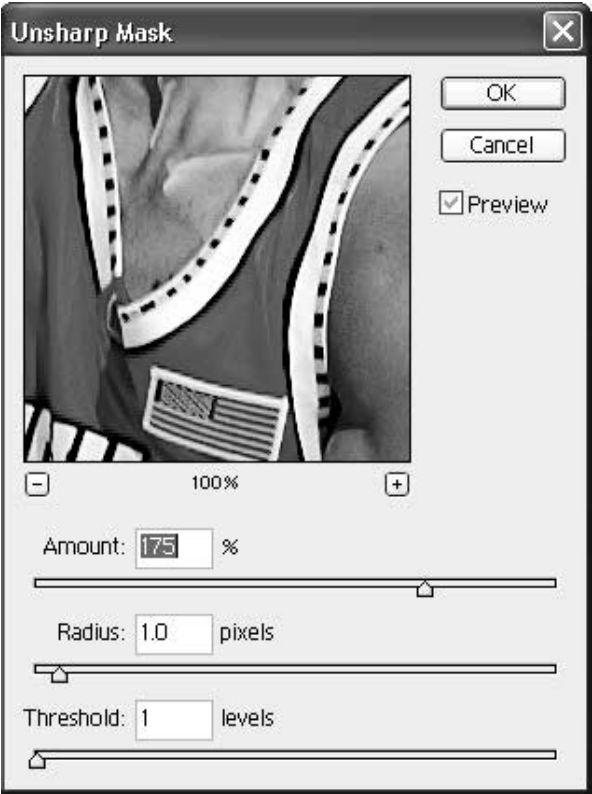 Unsharp Mask
OK
Cancel
Preview
100%
Amount: 175 %
Radius: 1.0 pixels
Threshold: 1 levels